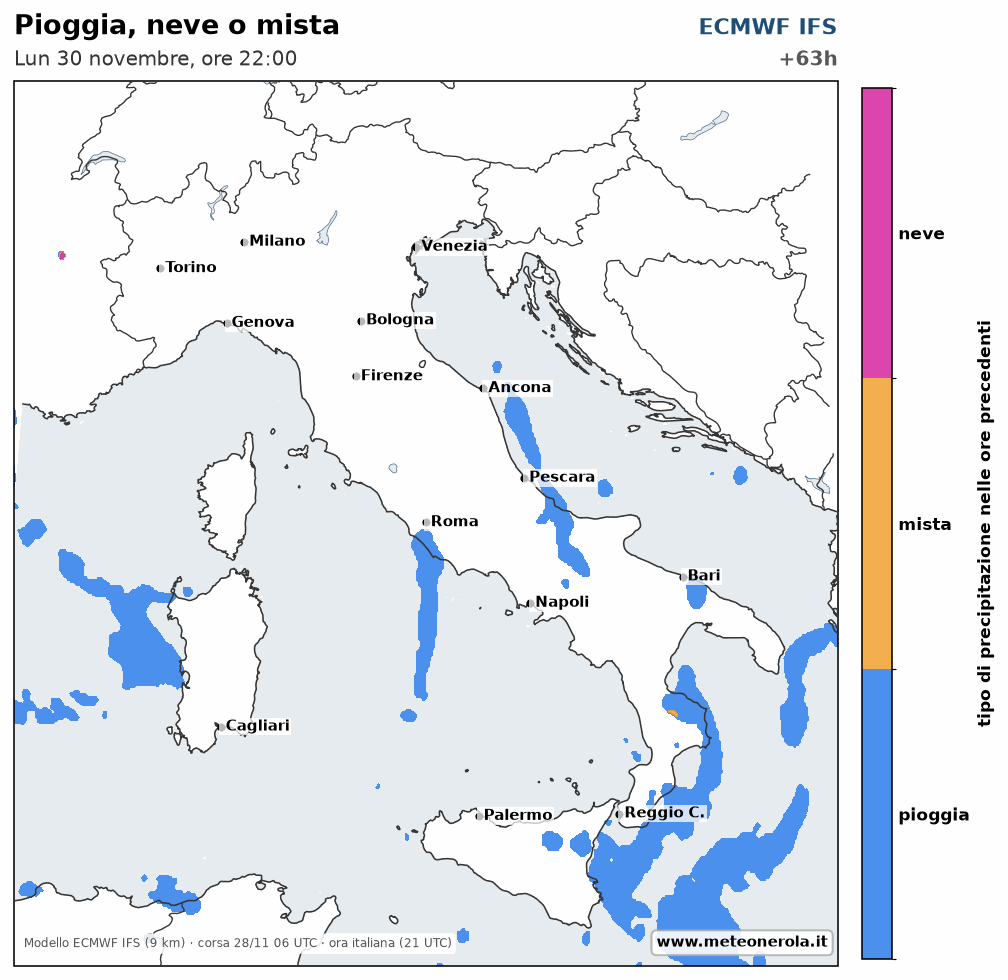 Pioggia, neve o mista
ECMWF IFS
Lun 30 novembre, ore 22:00
+63h
Milano
Venezia
Torino
Genova
Bologna
Firenze
Ancona
Pescara
Roma
Bari
Napoli
Cagliari
Palermo
Reggio C.
neve
mista
pioggia
tipo di precipitazione nelle ore precedenti
Modello ECMWF IFS (9 km) · corsa 28/11 06 UTC · ora italiana (21 UTC)
www.meteonerola.it